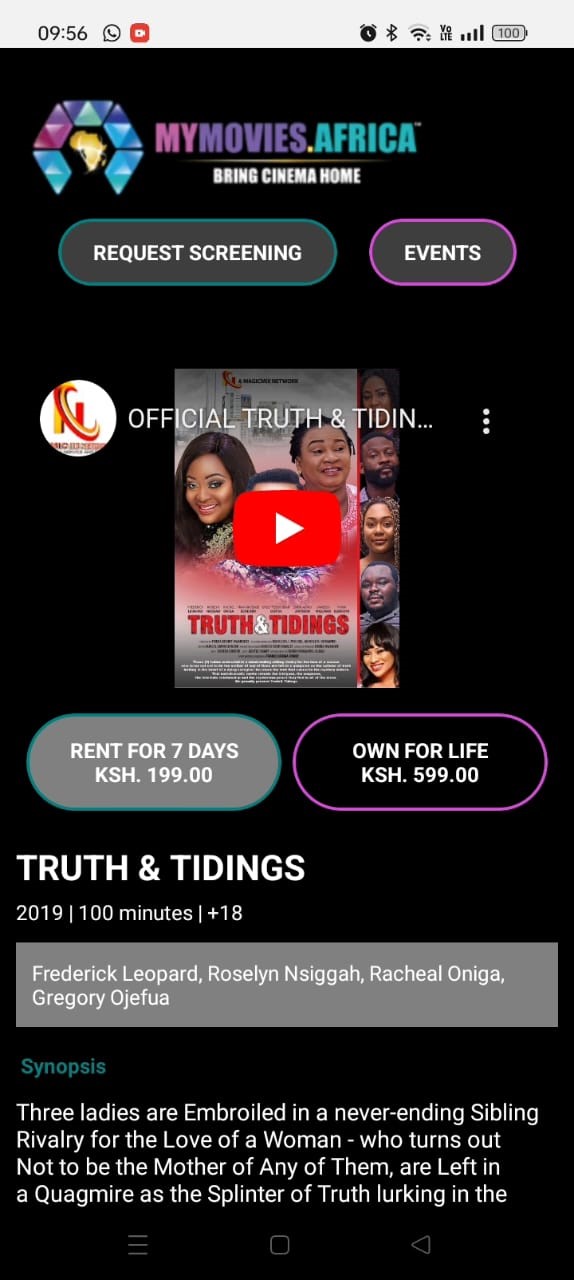 09:56
VO
LTE
100
MYMOVIES.AFRICA™
BRING CINEMA HOME
REQUEST SCREENING
EVENTS
A MAGICMIX NETWORK
OFFICIAL TRUTH & TIDIN...
TRUTH&TIDINGS
RENT FOR 7 DAYS
KSH. 199.00
OWN FOR LIFE
KSH. 599.00
TRUTH & TIDINGS
2019 | 100 minutes | +18
Frederick Leopard, Roselyn Nsiggah, Racheal Oniga,
Gregory Ojefua
Synopsis
Three ladies are Embroiled in a never-ending Sibling
Rivalry for the Love of a Woman - who turns out
Not to be the Mother of Any of Them, are Left in
a Quagmire as the Splinter of Truth lurking in the